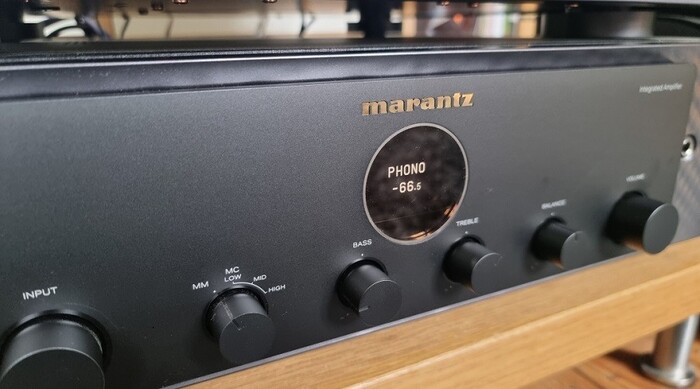 marantz
Integrated Amplifier
PHONO
-66.5
INPUT
MM
MC
LOW
MID
HIGH
BASS
TREBLE
BALANCE
VOLUME